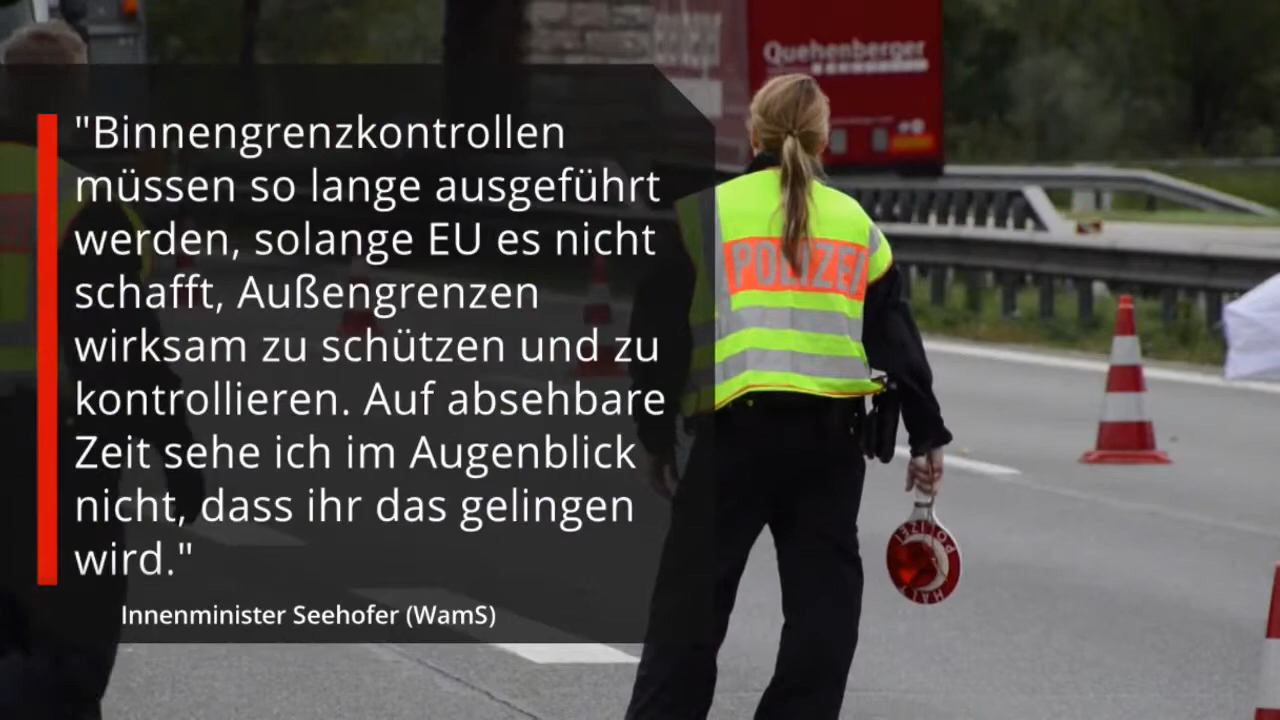 Quehenberger
"Binnengrenzkontrollen
müssen so lange ausgeführt
werden, solange EU es nicht
schafft, Außengrenzen
wirksam zu schützen und zu
kontrollieren. Auf absehbare
Zeit sehe ich im Augenblick
nicht, dass ihr das gelingen
wird."
Innenminister Seehofer (WamS)
POLIZEI
POLIZEI
HALT